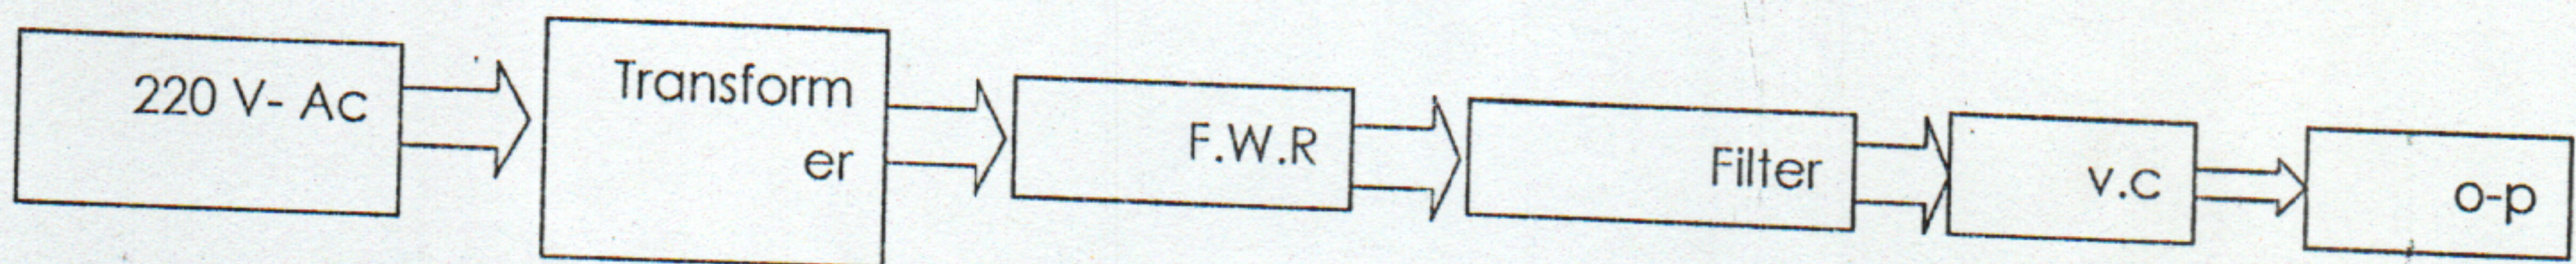 220 V- Ac
Transform
er
F.W.R
Filter
v.c
o-p